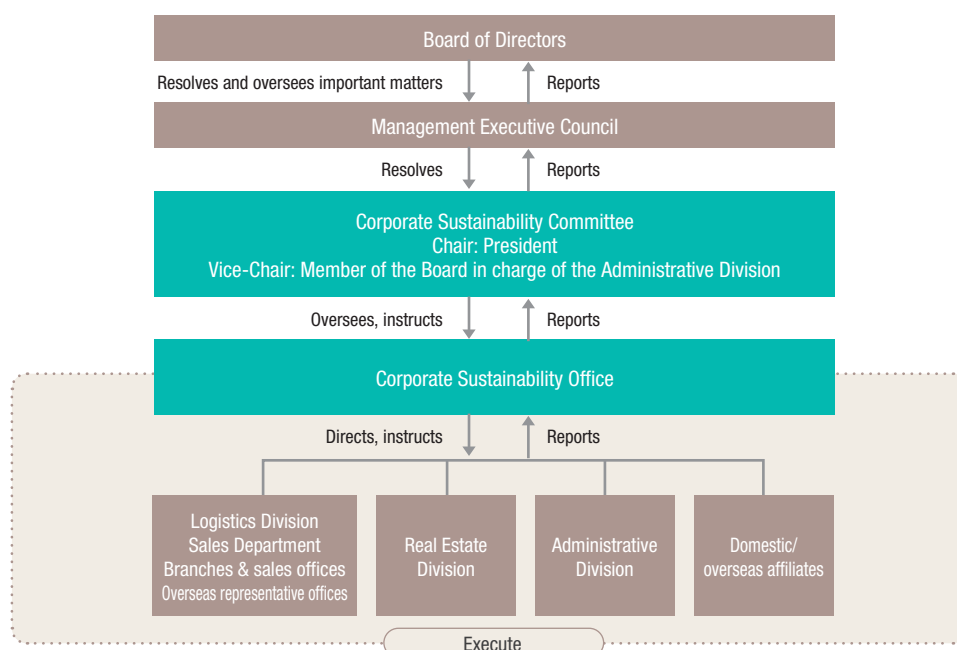 Board of Directors
Resolves and oversees important matters
Reports
Management Executive Council
Resolves
Reports
Corporate Sustainability Committee
Chair: President
Vice-Chair: Member of the Board in charge of the Administrative Division
Oversees, instructs
Reports
Corporate Sustainability Office
Directs, instructs
Reports
Logistics Division
Sales Department
Branches & sales offices
Overseas representative offices
Real Estate
Division
Administrative
Division
Domestic/
overseas affiliates
Execute